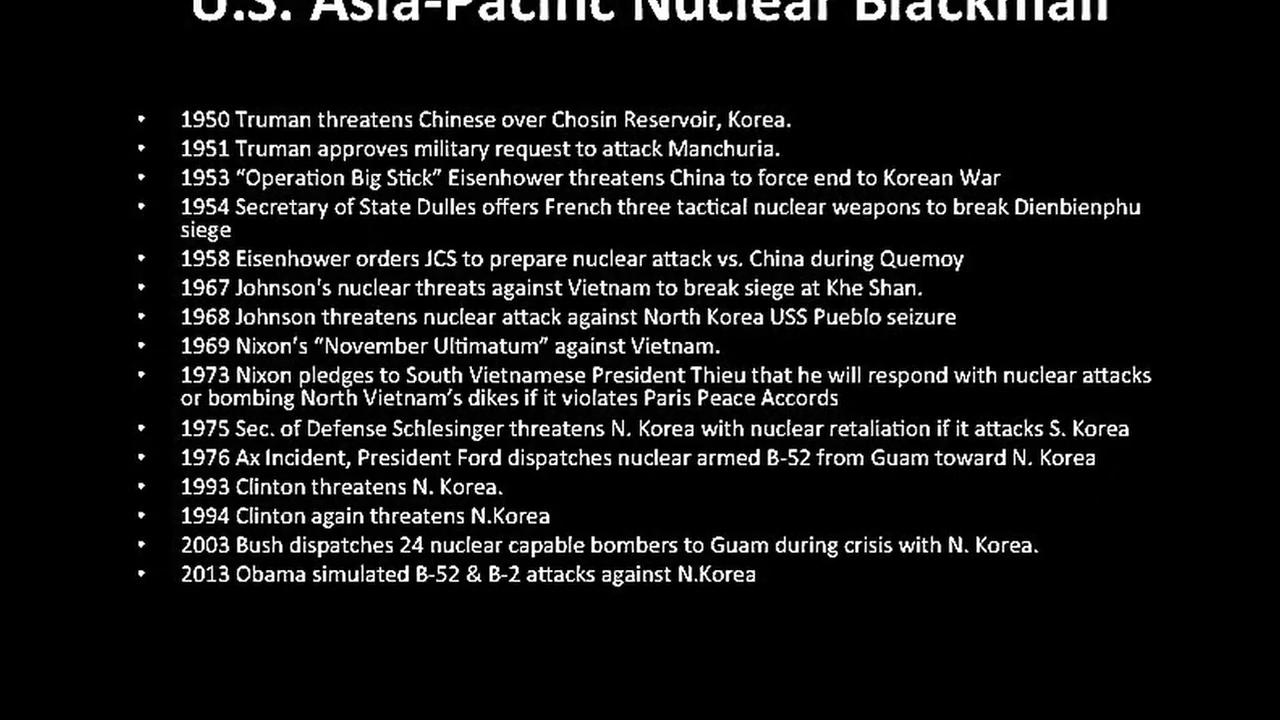 U.S. Asia-Pacific Nuclear Blackmail
• 1950 Truman threatens Chinese over Chosin Reservoir, Korea.
• 1951 Truman approves military request to attack Manchuria.
• 1953 “Operation Big Stick” Eisenhower threatens China to force end to Korean War
• 1954 Secretary of State Dulles offers French three tactical nuclear weapons to break Dienbienphu
siege
• 1958 Eisenhower orders JCS to prepare nuclear attack vs. China during Quemoy
• 1967 Johnson's nuclear threats against Vietnam to break siege at Khe Shan.
• 1968 Johnson threatens nuclear attack against North Korea USS Pueblo seizure
• 1969 Nixon’s “November Ultimatum” against Vietnam.
• 1973 Nixon pledges to South Vietnamese President Thieu that he will respond with nuclear attacks
or bombing North Vietnam’s dikes if it violates Paris Peace Accords
• 1975 Sec. of Defense Schlesinger threatens N. Korea with nuclear retaliation if it attacks S. Korea
• 1976 Ax Incident, President Ford dispatches nuclear armed B-52 from Guam toward N. Korea
• 1993 Clinton threatens N. Korea.
• 1994 Clinton again threatens N.Korea
• 2003 Bush dispatches 24 nuclear capable bombers to Guam during crisis with N. Korea.
• 2013 Obama simulated B-52 & B-2 attacks against N.Korea